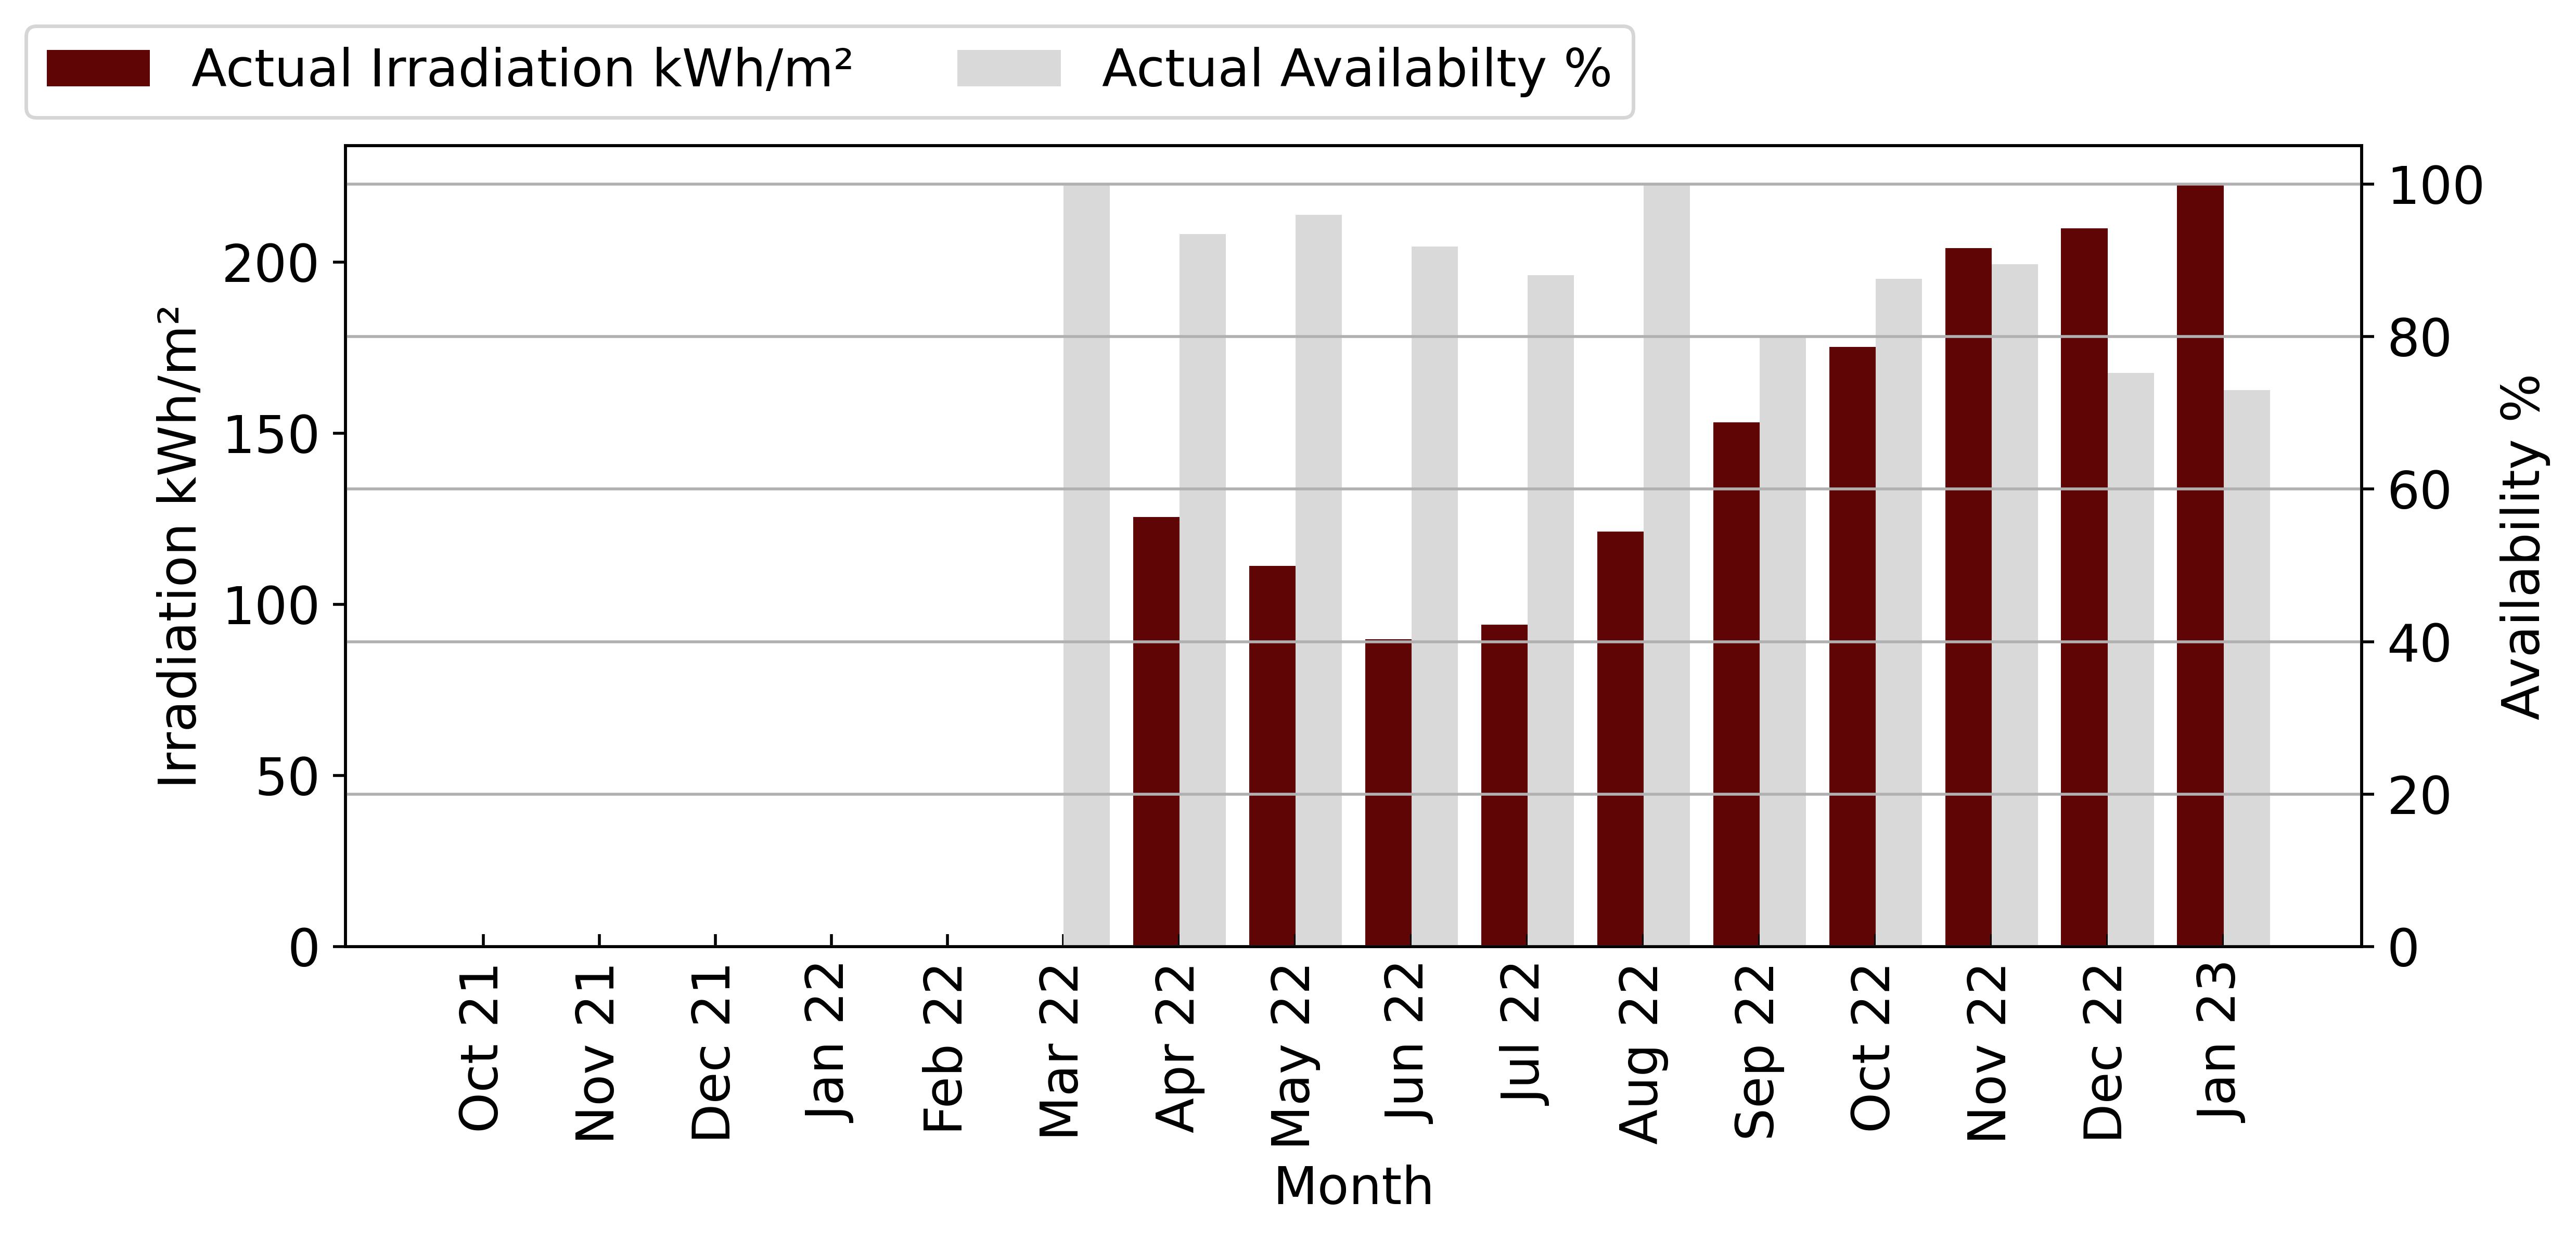 Actual Irradiation kWh/m²
Actual Availabilty %
Irradiation kWh/m²
200
150
100
50
0
100
80
60
40
20
0
Availability %
Oct 21
Nov 21
Dec 21
Jan 22
Feb 22
Mar 22
Apr 22
May 22
Jun 22
Jul 22
Aug 22
Sep 22
Oct 22
Nov 22
Dec 22
Jan 23
Month